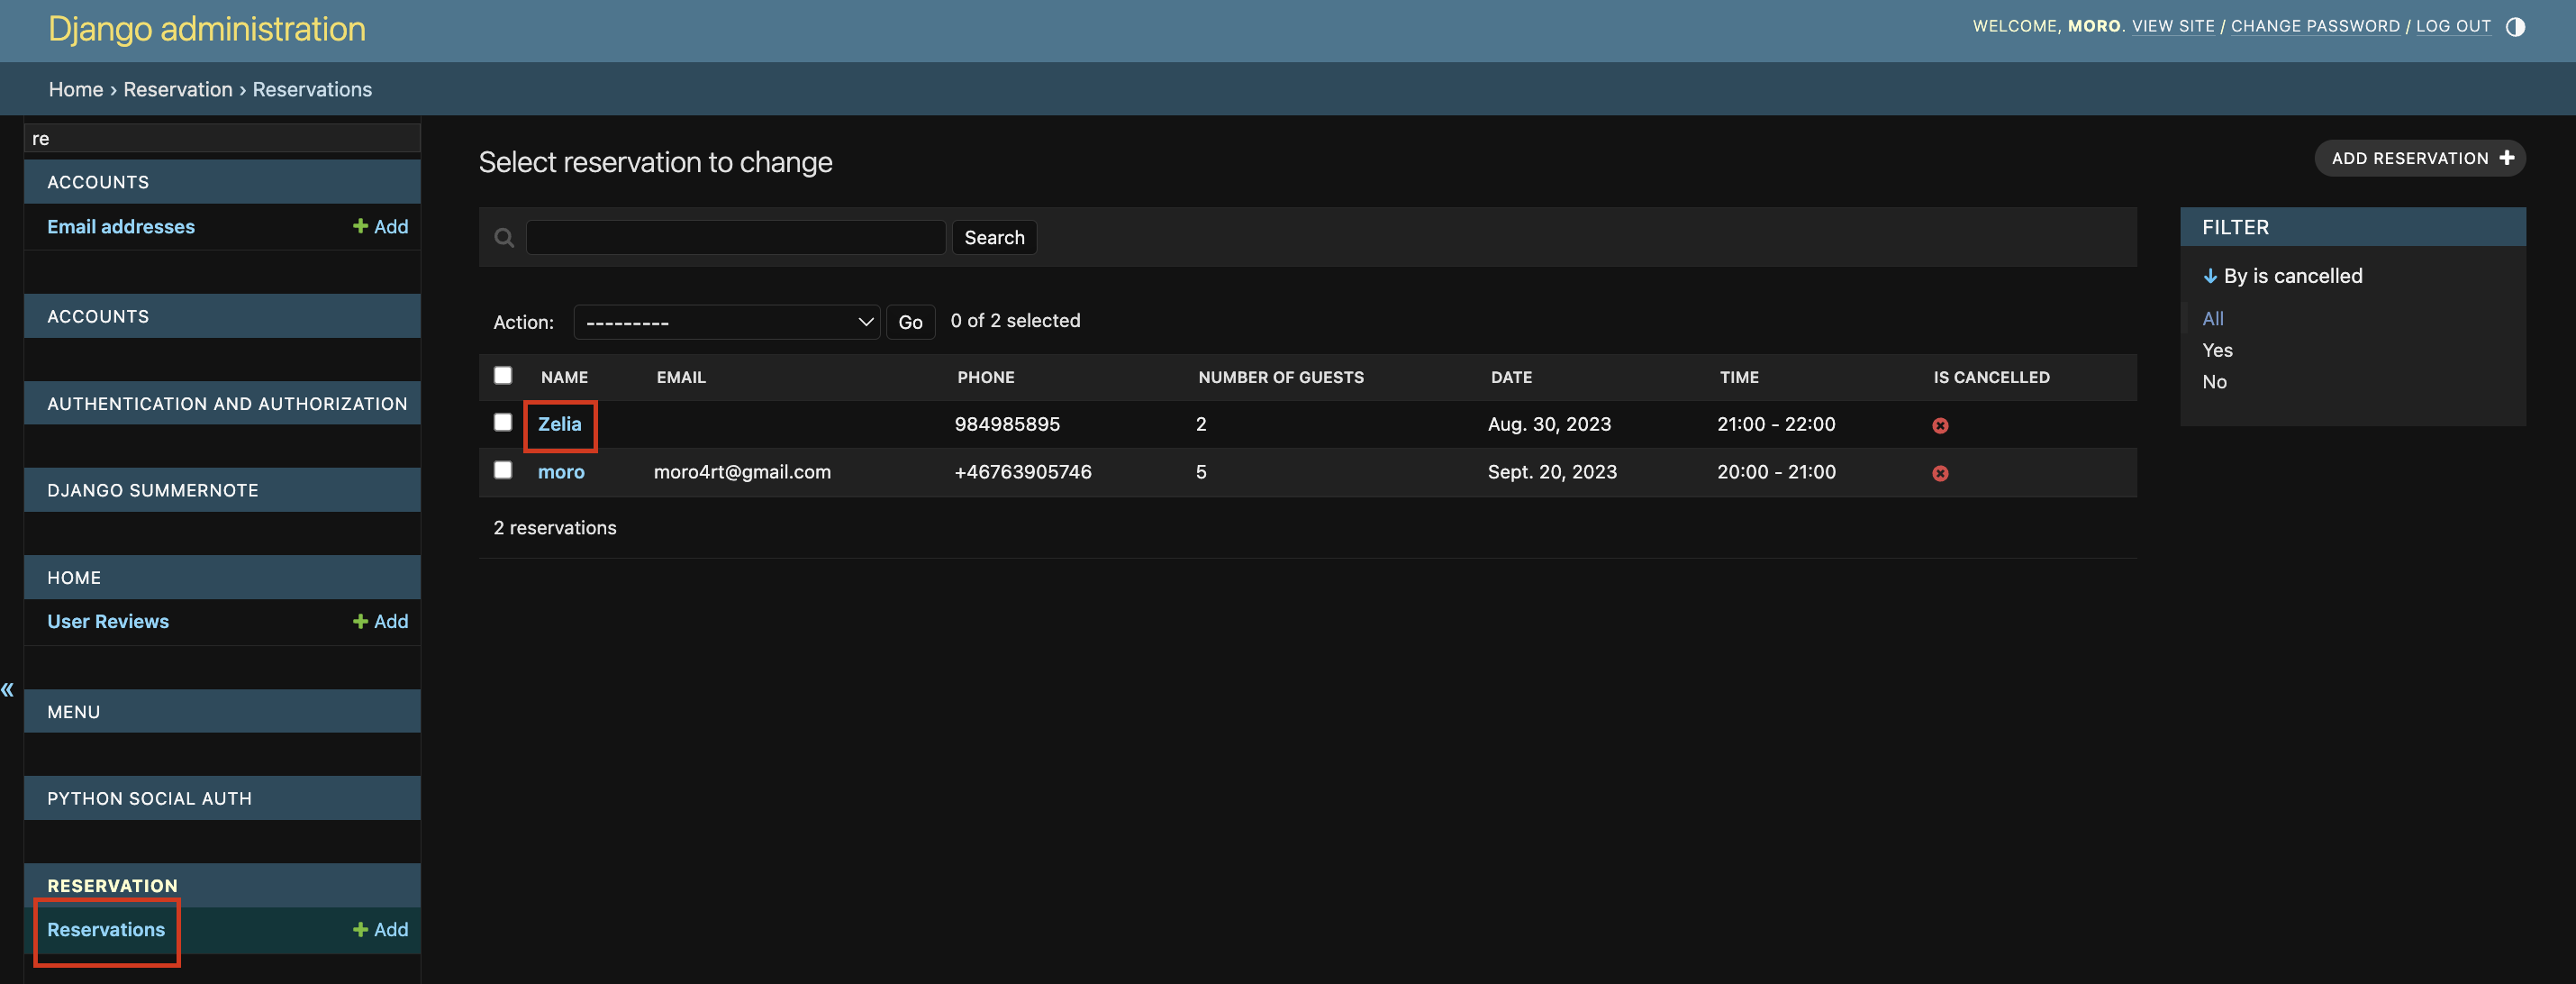 Django administration
WELCOME, MORO. VIEW SITE / CHANGE PASSWORD / LOG OUT
Home › Reservation › Reservations
re
ACCOUNTS
Email addresses
Add
ACCOUNTS
AUTHENTICATION AND AUTHORIZATION
DJANGO SUMMERNOTE
HOME
User Reviews
Add
«
MENU
PYTHON SOCIAL AUTH
RESERVATION
Reservations
Add
Select reservation to change
ADD RESERVATION +
Search
Action: --------- Go 0 of 2 selected
NAME EMAIL PHONE NUMBER OF GUESTS DATE TIME IS CANCELLED
Zelia 984985895 2 Aug. 30, 2023 21:00 - 22:00
moro moro4rt@gmail.com +46763905746 5 Sept. 20, 2023 20:00 - 21:00
2 reservations
FILTER
↓ By is cancelled
All
Yes
No